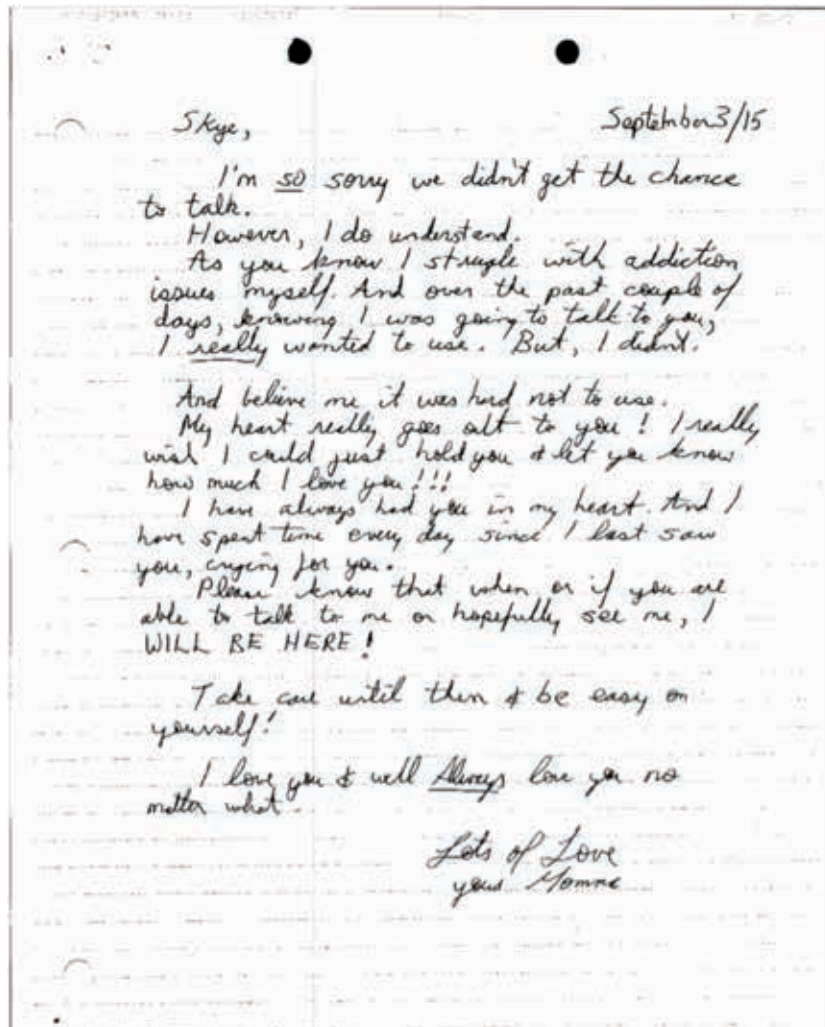 Skye, September 3/15
I'm so sorry we didn't get the chance
to talk.
However, I do understand.
As you know I strugle with addiction
issues myself. And over the past couple of
days, knowing I was going to talk to you,
I really wanted to use. But, I didn't.
And believe me it was hard not to use.
My heart really goes out to you! I really
wish I could just hold you & let you know
how much I love you!!!
I have always had you in my heart. And I
have spent time every day since I last saw
you, crying for you.
Please know that when or if you are
able to talk to me or hopefully see me, I
WILL BE HERE!
Take care until then & be easy on
yourself!
I love you & will Always love you no
matter what.
Lots of Love
your